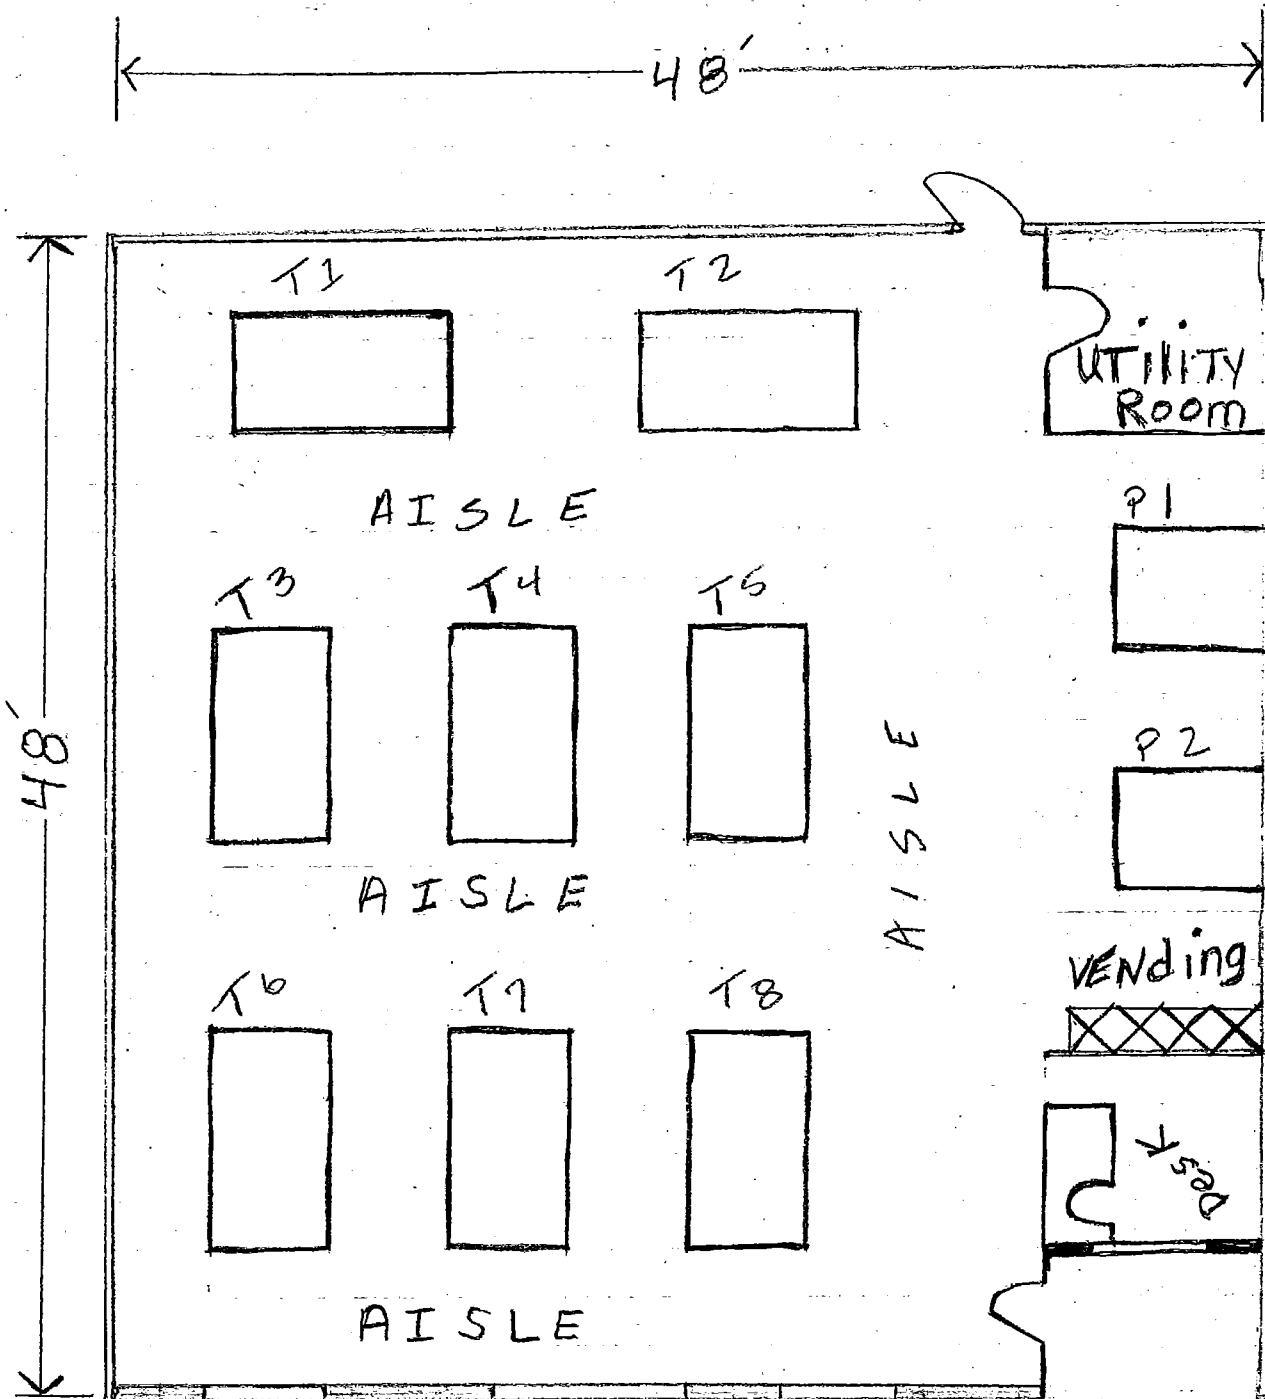 48'
T1
T2
UTiliTY
Room
AISLE
P1
T3
T4
T5
48'
AISLE
P2
AISLE
VENding
T6
T7
T8
DesK
AISLE